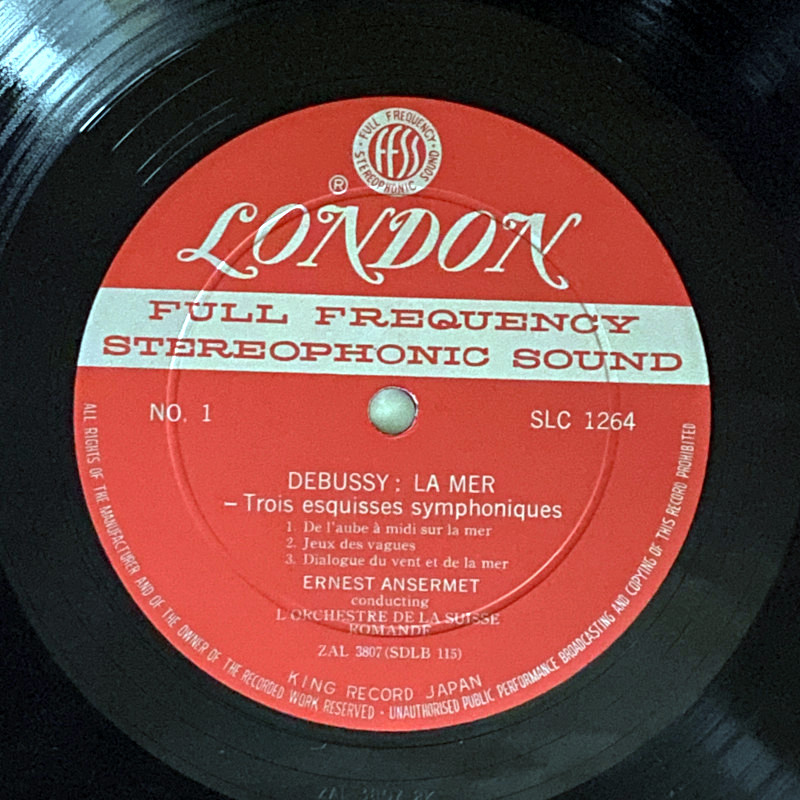 FULL FREQUENCY · STEREOPHONIC SOUND ·
FFSS
®
LONDON
FULL FREQUENCY
STEREOPHONIC SOUND
NO. 1
SLC 1264
DEBUSSY : LA MER
– Trois esquisses symphoniques
1. De l'aube à midi sur la mer
2. Jeux des vagues
3. Dialogue du vent et de la mer
ERNEST ANSERMET
conducting
L'ORCHESTRE DE LA SUISSE
ROMANDE
ZAL 3807 (SDLB 115)
KING RECORD JAPAN
ALL RIGHTS OF THE MANUFACTURER AND OF THE OWNER OF THE RECORDED WORK RESERVED · UNAUTHORISED PUBLIC PERFORMANCE BROADCASTING AND COPYING OF THIS RECORD PROHIBITED